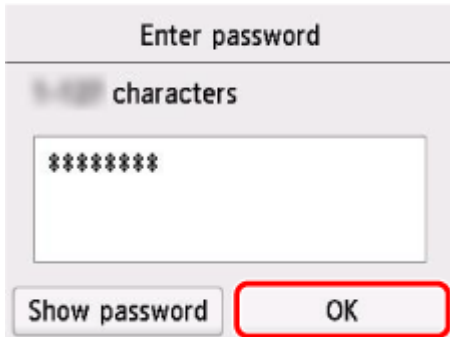 Enter password
characters
********
Show password
OK